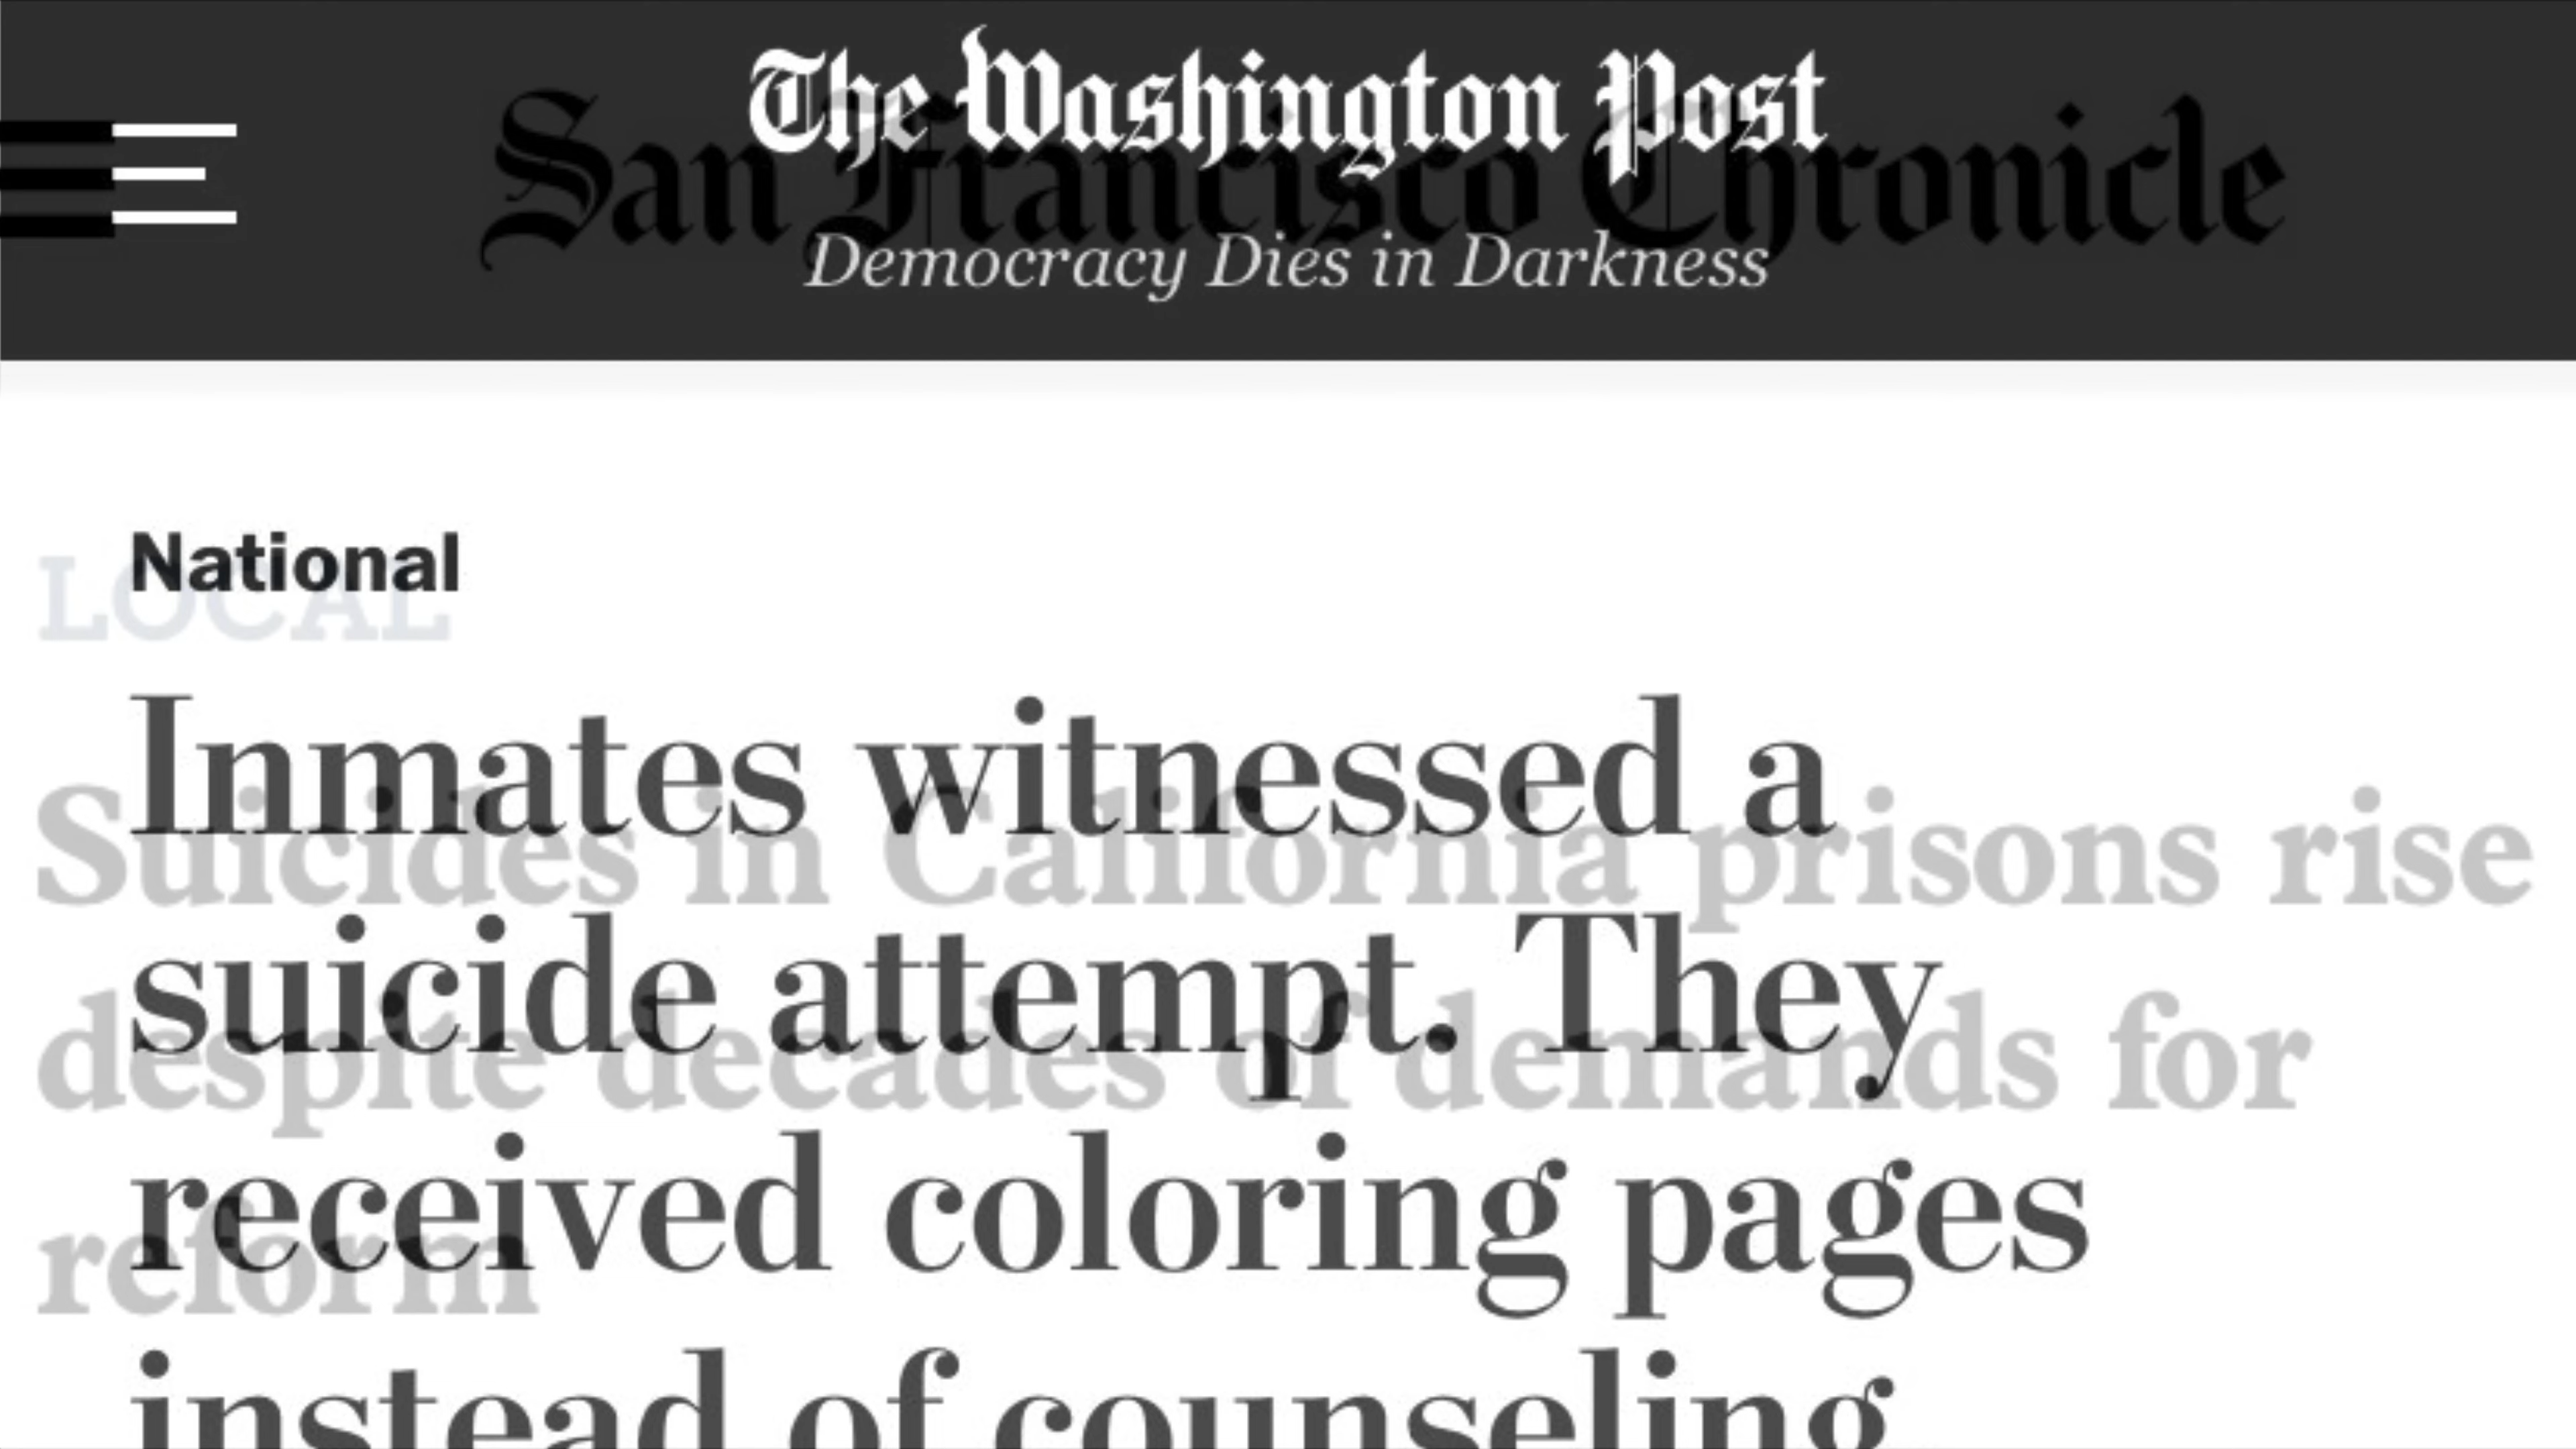 The Washington Post
San Francisco Chronicle
Democracy Dies in Darkness
National
LOCAL
Inmates witnessed a
suicide attempt. They
received coloring pages
instead of counseling
Suicides in California prisons rise
despite decades of demands for
reform